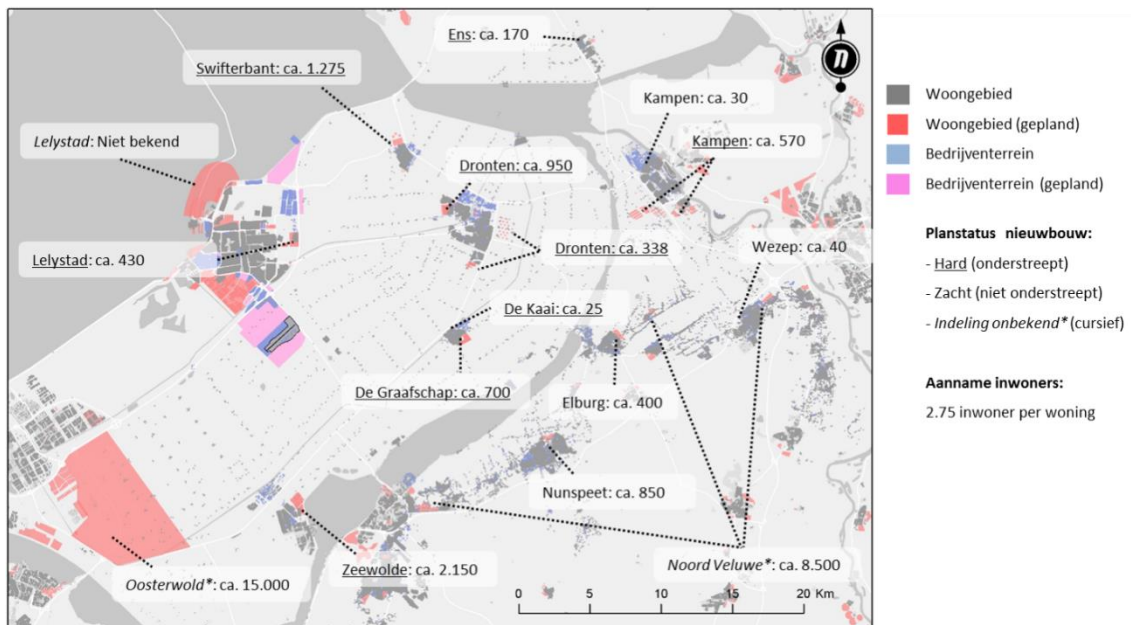 Ens: ca. 170
Swifterbant: ca. 1.275
Kampen: ca. 30
Lelystad: Niet bekend
Dronten: ca. 950
Kampen: ca. 570
Lelystad: ca. 430
Dronten: ca. 338
Wezep: ca. 40
De Kaai: ca. 25
De Graafschap: ca. 700
Elburg: ca. 400
Nunspeet: ca. 850
Oosterwold*: ca. 15.000
Zeewolde: ca. 2.150
Noord Veluwe*: ca. 8.500
0 5 10 15 20 Km
n
Woongebied
Woongebied (gepland)
Bedrijventerrein
Bedrijventerrein (gepland)
Planstatus nieuwbouw:
- Hard (onderstreept)
- Zacht (niet onderstreept)
- Indeling onbekend* (cursief)
Aanname inwoners:
2.75 inwoner per woning